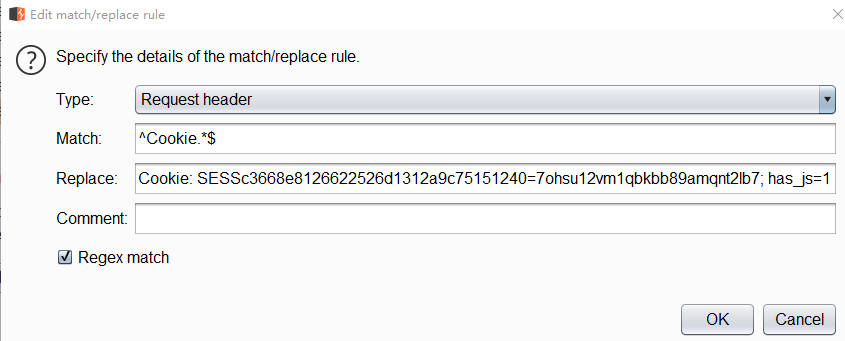 Edit match/replace rule
Specify the details of the match/replace rule.
Type: Request header
Match: ^Cookie.*$
Replace: Cookie: SESSc3668e8126622526d1312a9c75151240=7ohsu12vm1qbkbb89amqnt2lb7; has_js=1
Comment:
Regex match
OK Cancel